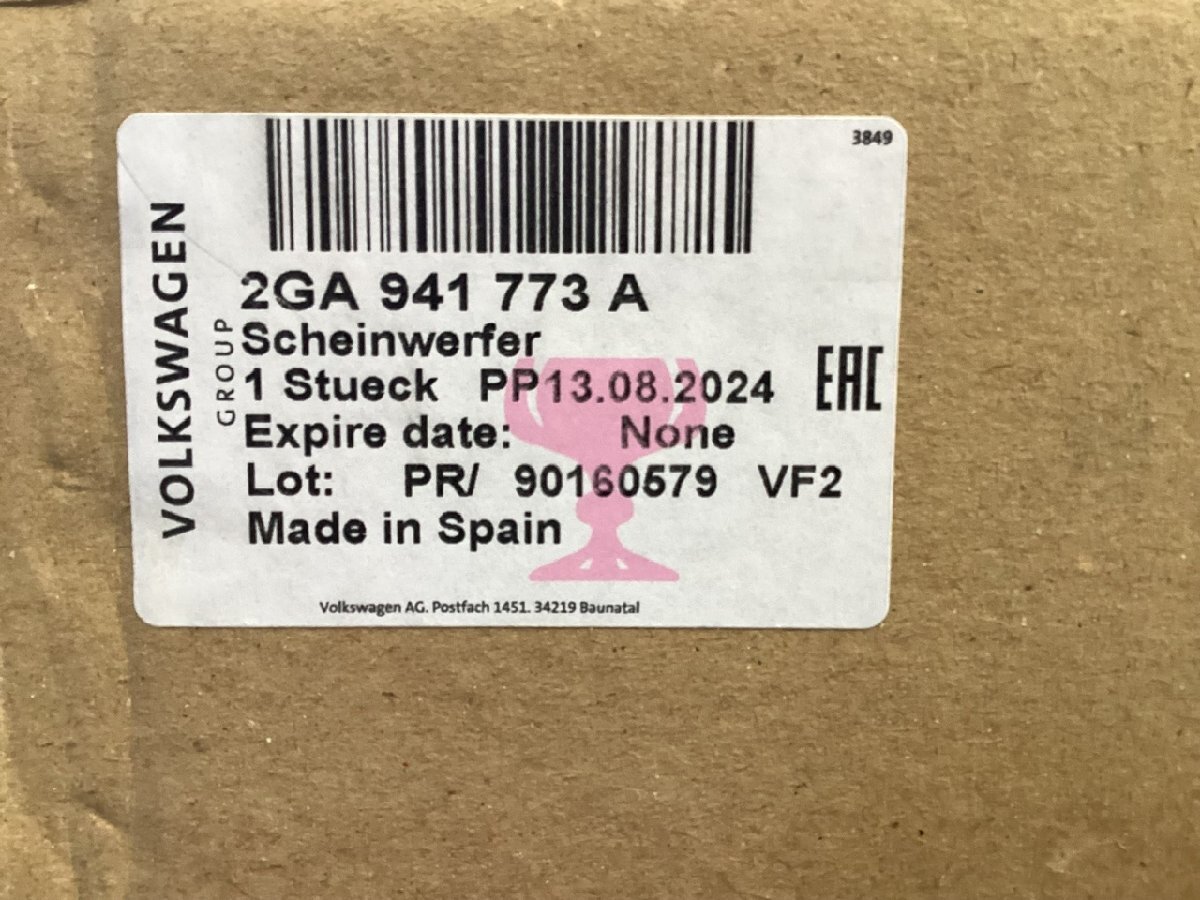 3849
VOLKSWAGEN
GROUP
2GA 941 773 A
Scheinwerfer
1 Stueck PP13.08.2024
EAC
Expire date: None
Lot: PR/ 90160579 VF2
Made in Spain
Volkswagen AG. Postfach 1451. 34219 Baunatal